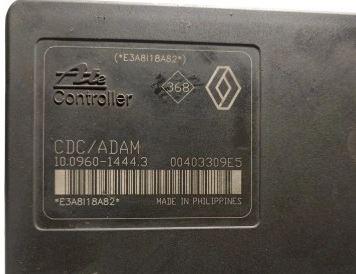 (*E3A8I18A82*)
Ate
Controller
368
CDC/ADAM
10.0960-1444.3 00403309E5
*E3A8I18A82* MADE IN PHILIPPINES